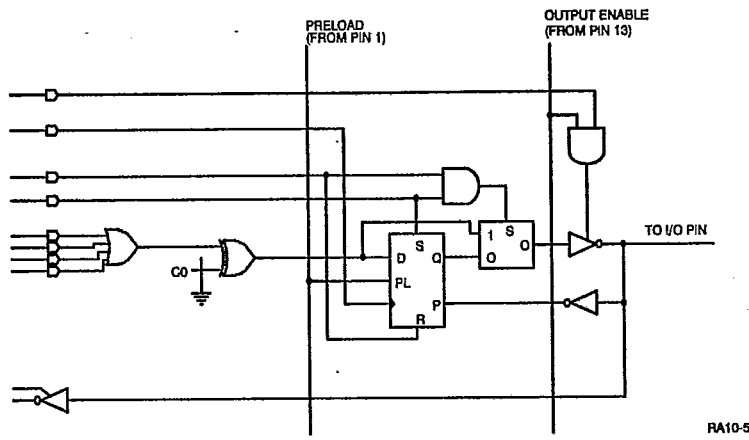 PRELOAD
(FROM PIN 1)
OUTPUT ENABLE
(FROM PIN 13)
S
1
O
O
TO I/O PIN
C0
S
D
Q
PL
P
R
RA10-5